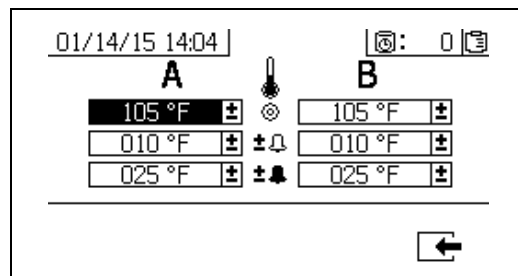 01/14/15 14:04 : 0
A B
105 °F ± 105 °F ±
010 °F ± ± 010 °F ±
025 °F ± ± 025 °F ±